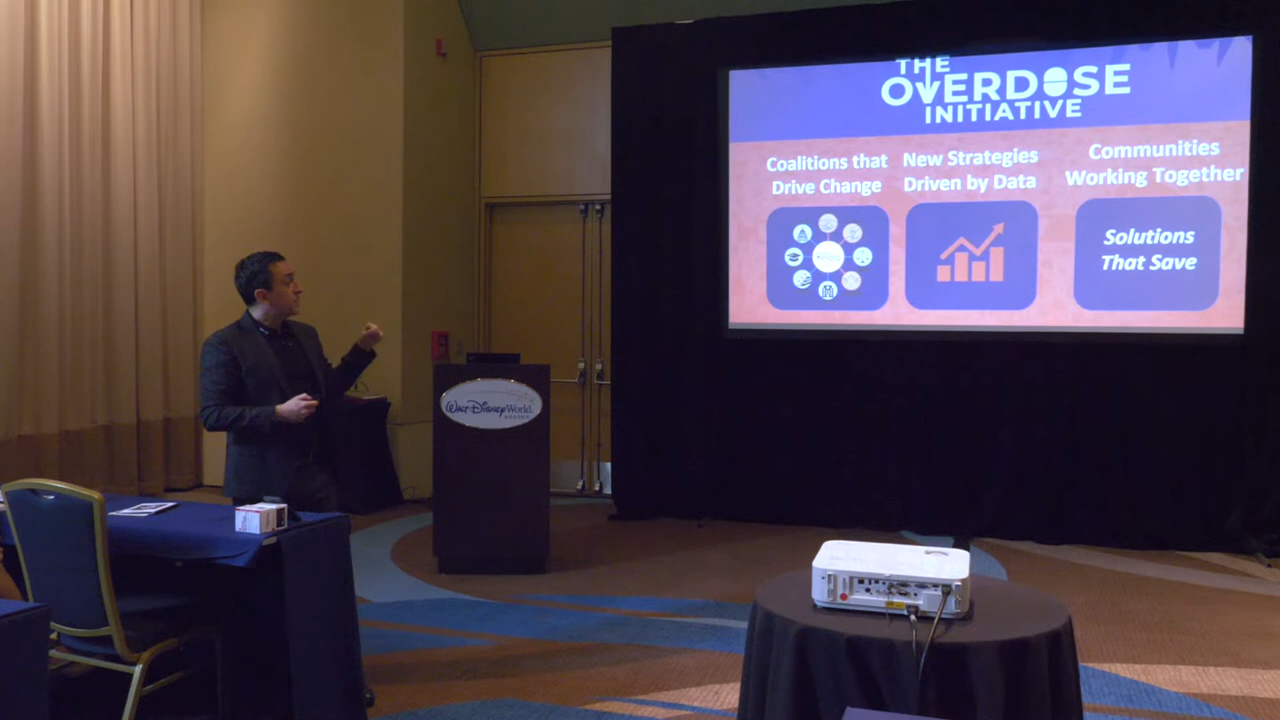 THE
OVERDOSE
INITIATIVE
Coalitions that
Drive Change
New Strategies
Driven by Data
Communities
Working Together
Solutions
That Save
WALT DISNEY World.